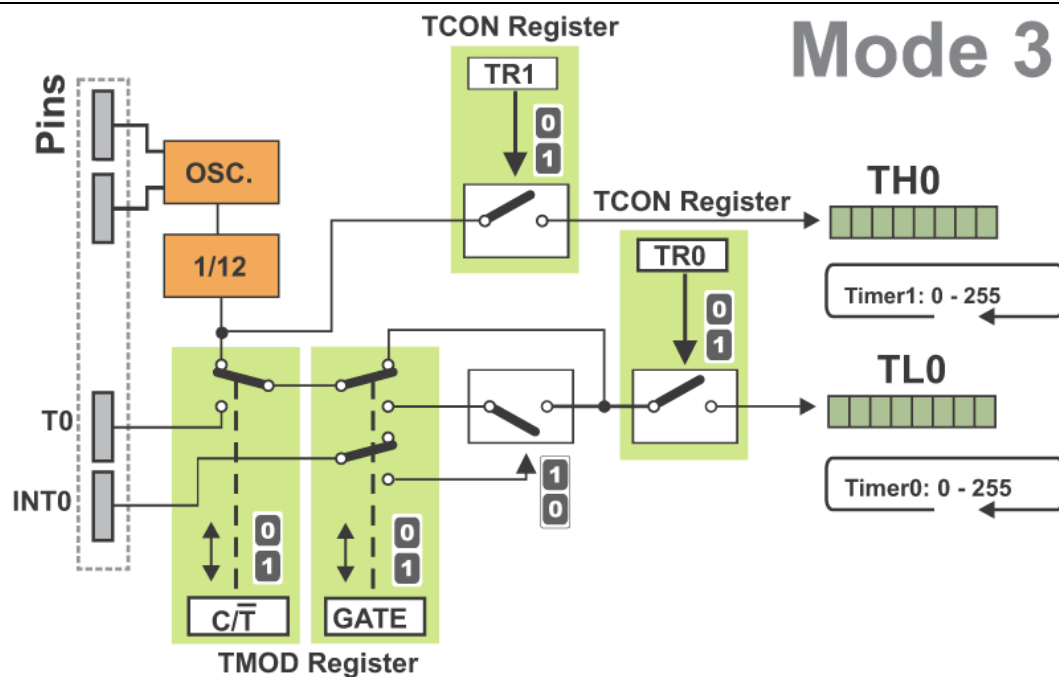 TCON Register
Mode 3
TR1
0
1
Pins
OSC.
TH0
TCON Register
TR0
1/12
Timer1: 0 - 255
0
1
TL0
T0
1
0
Timer0: 0 - 255
INT0
0
1
0
1
C/T̅
GATE
TMOD Register